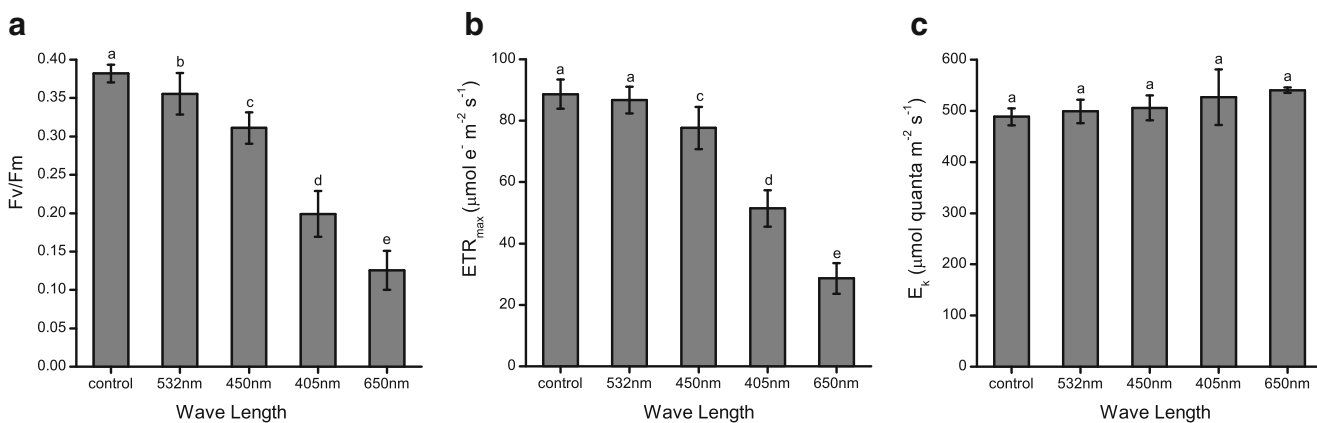 a
Fv/Fm
0.40
0.35
0.30
0.25
0.20
0.15
0.10
0.05
0.00
a
b
c
d
e
control 532nm 450nm 405nm 650nm
Wave Length
b
ETRmax (μmol e- m-2 s-1)
100
80
60
40
20
0
a
a
c
d
e
control 532nm 450nm 405nm 650nm
Wave Length
c
Ek (μmol quanta m-2 s-1)
600
500
400
300
200
100
0
a
a
a
a
a
control 532nm 450nm 405nm 650nm
Wave Length